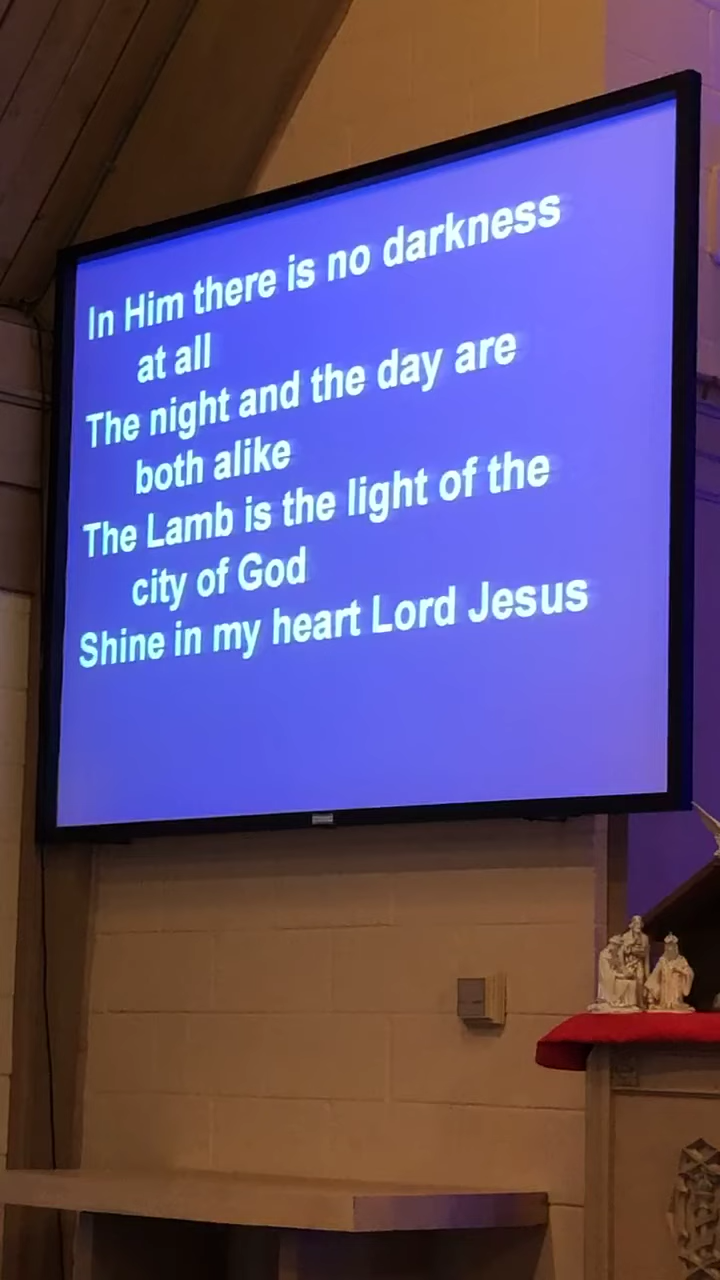 In Him there is no darkness
at all
The night and the day are
both alike
The Lamb is the light of the
city of God
Shine in my heart Lord Jesus